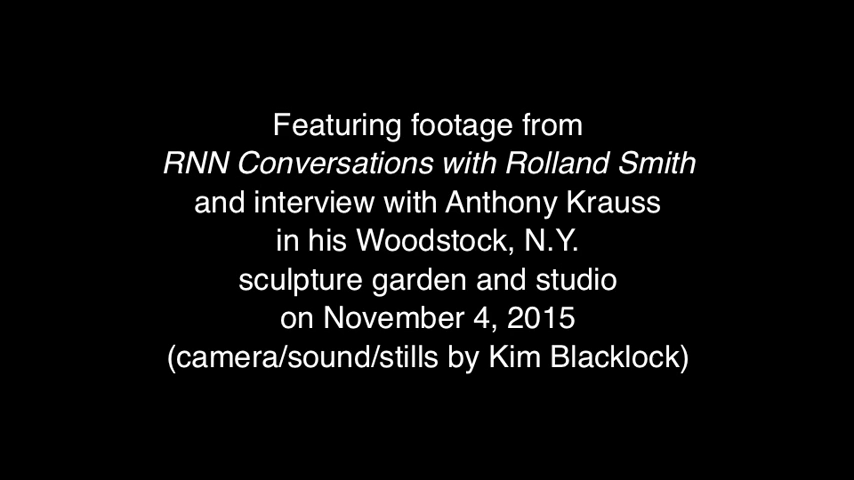 Featuring footage from
RNN Conversations with Rolland Smith
and interview with Anthony Krauss
in his Woodstock, N.Y.
sculpture garden and studio
on November 4, 2015
(camera/sound/stills by Kim Blacklock)